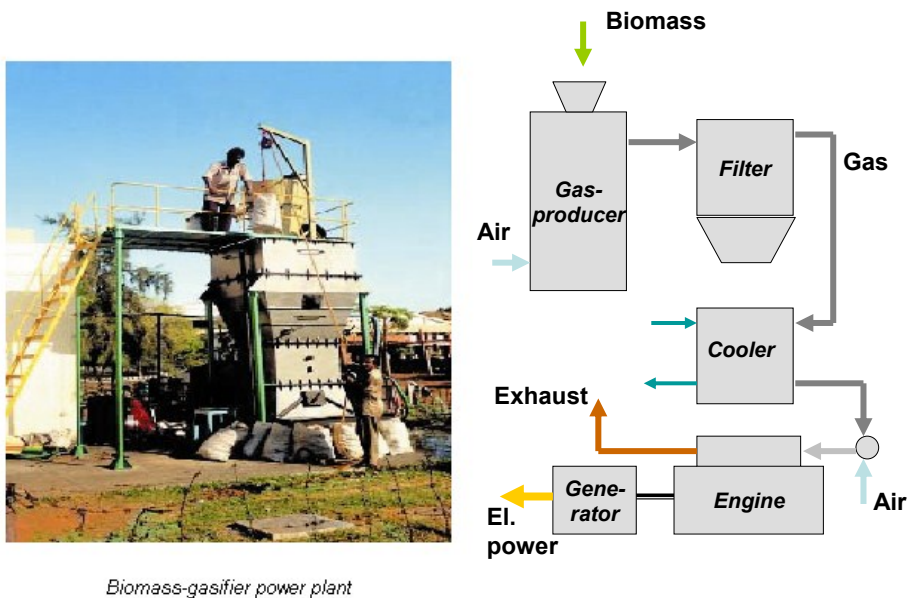 Biomass
Gas-
producer
Filter
Gas
Air
Cooler
Exhaust
Gene-
rator
Engine
Air
El.
power
Biomass-gasifier power plant